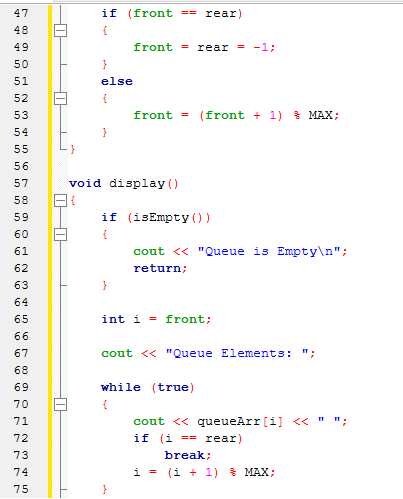 47 if (front == rear)
48 {
49 front = rear = -1;
50 }
51 else
52 {
53 front = (front + 1) % MAX;
54 }
55 }
56
57 void display()
58 {
59 if (isEmpty())
60 {
61 cout << "Queue is Empty\n";
62 return;
63 }
64
65 int i = front;
66
67 cout << "Queue Elements: ";
68
69 while (true)
70 {
71 cout << queueArr[i] << " ";
72 if (i == rear)
73 break;
74 i = (i + 1) % MAX;
75 }